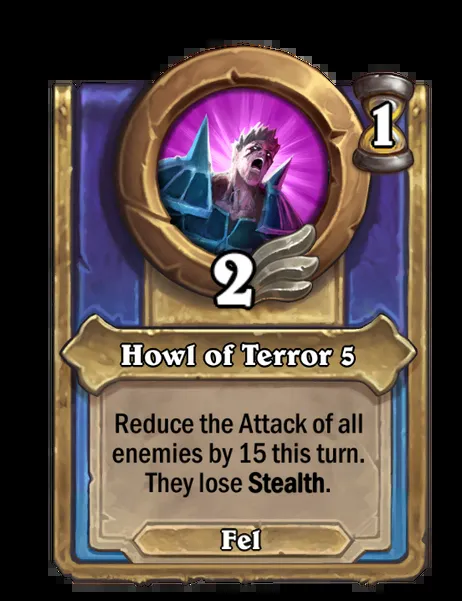 1
2
Howl of Terror 5
Reduce the Attack of all
enemies by 15 this turn.
They lose Stealth.
Fel